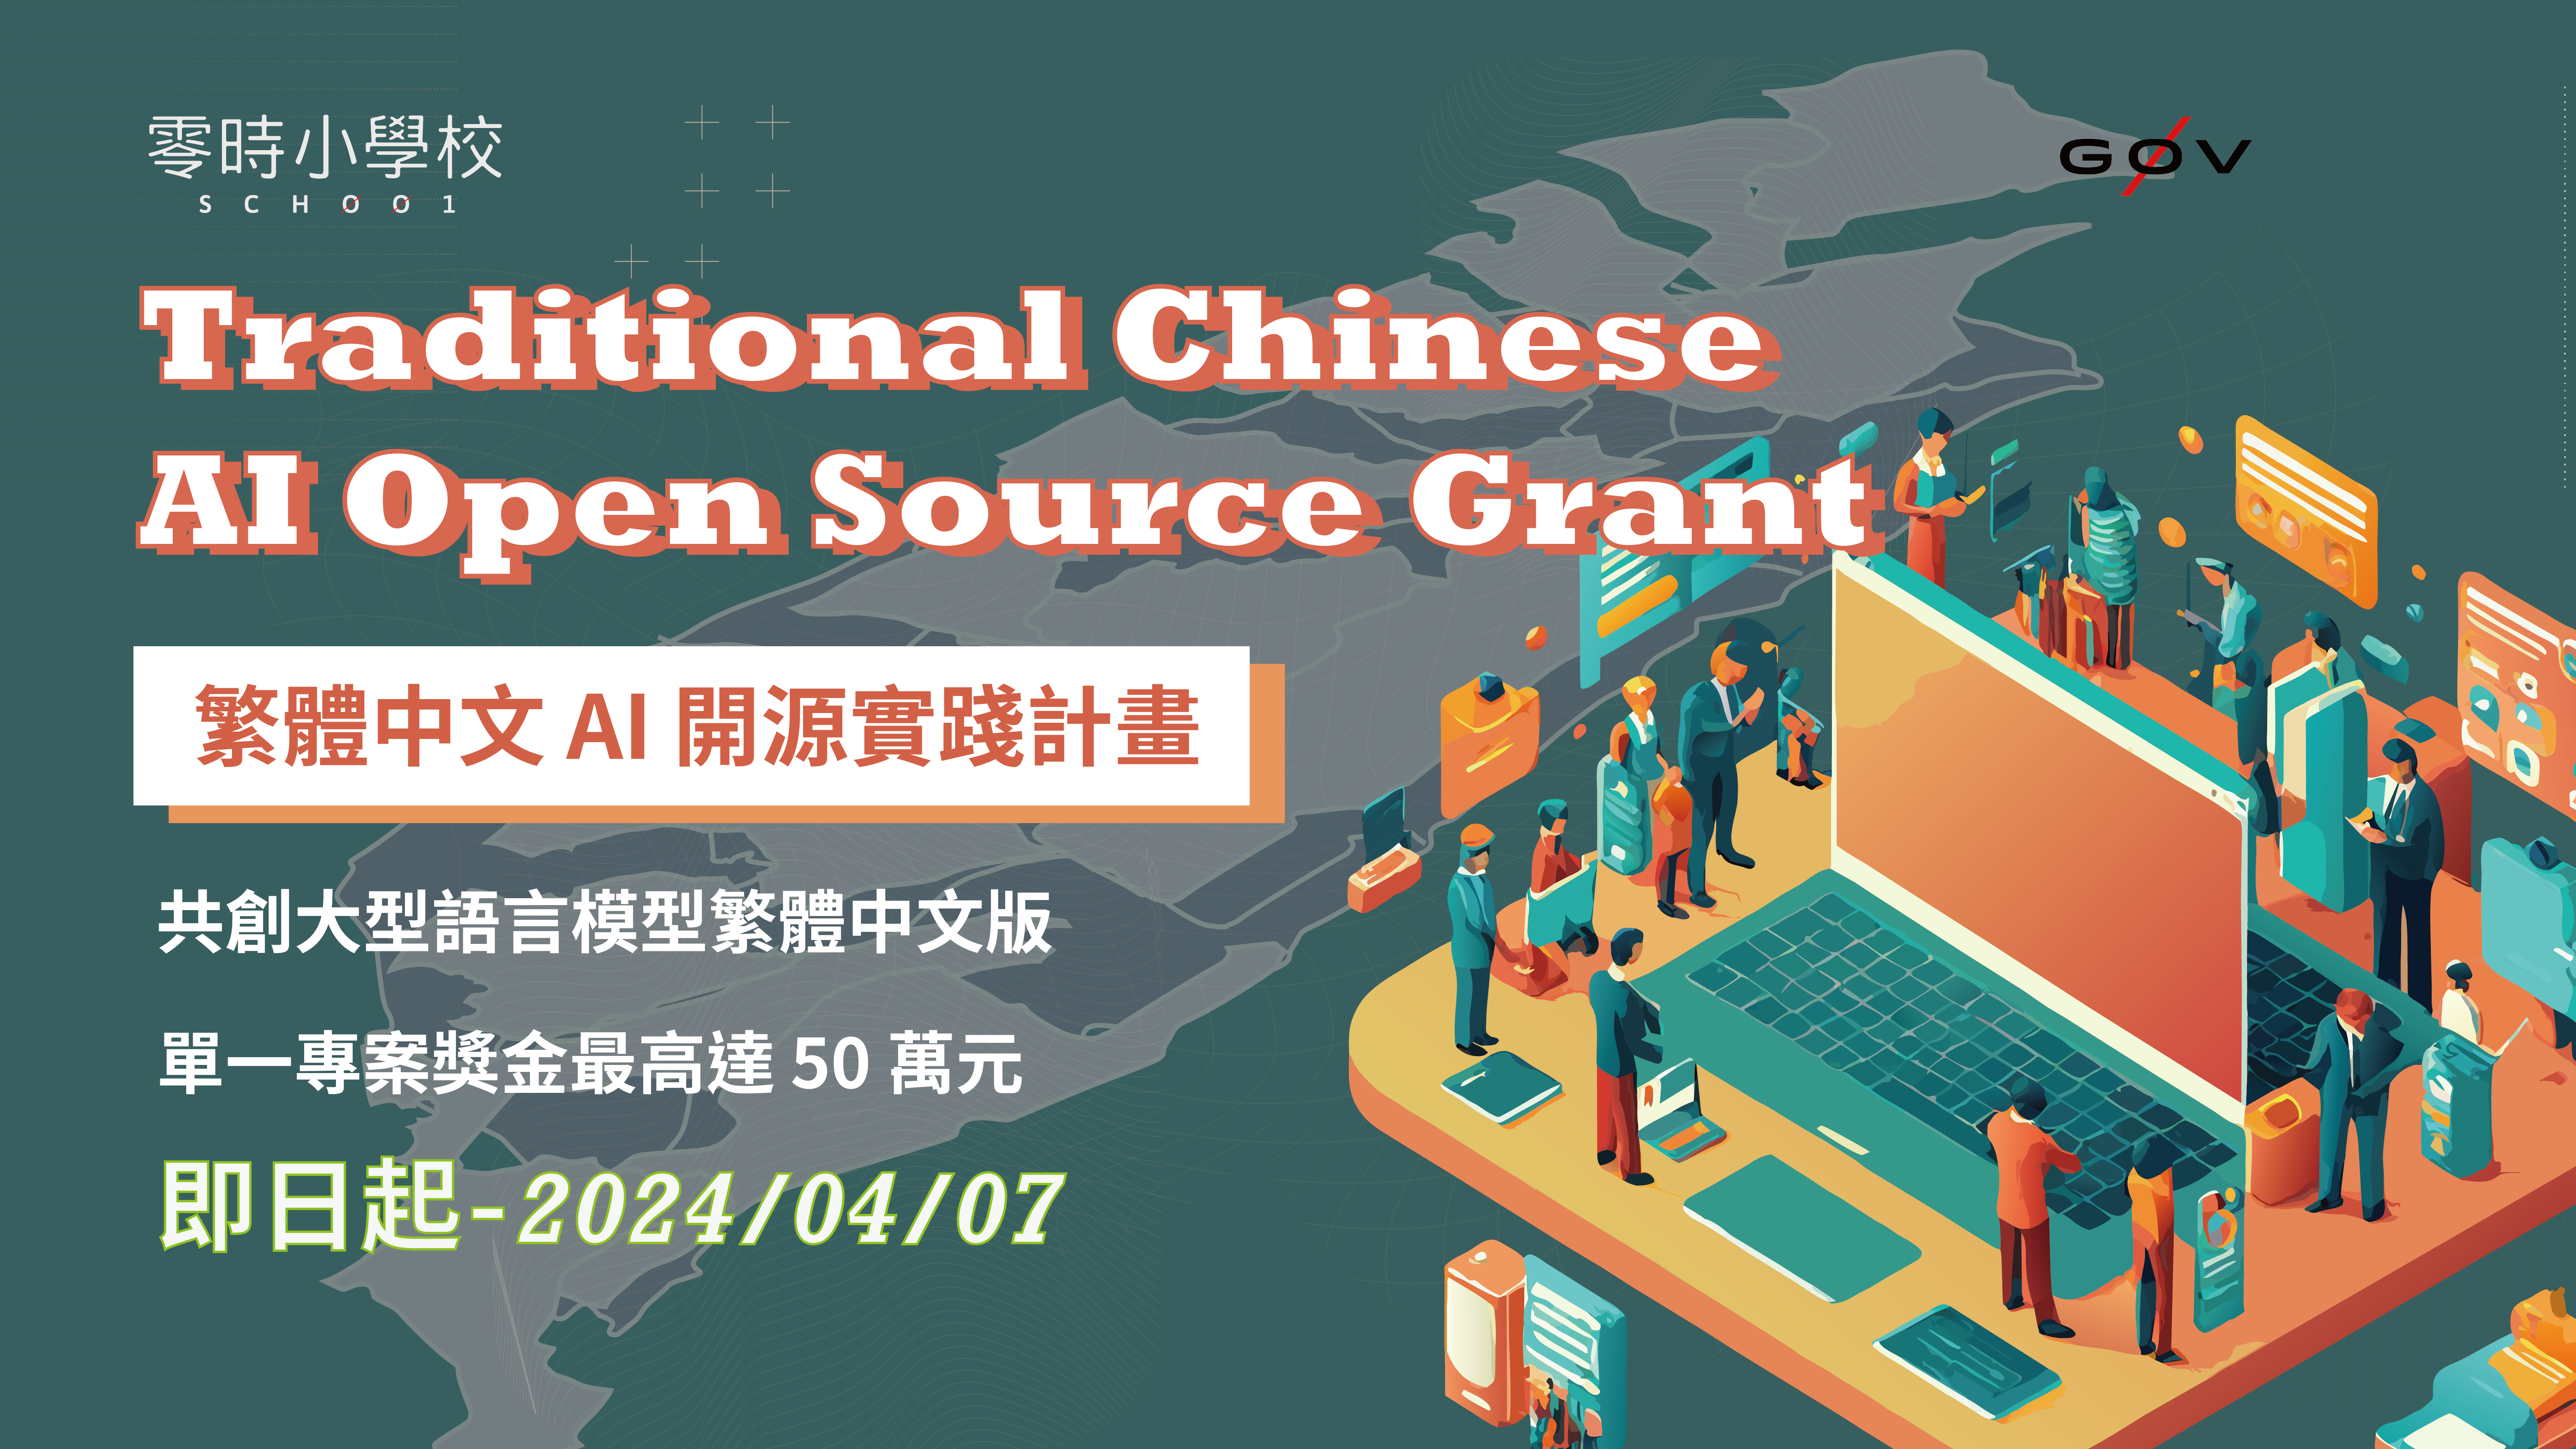 零時小學校
SCHOO1
GØV
Traditional Chinese
AI Open Source Grant
繁體中文 AI 開源實踐計畫
共創大型語言模型繁體中文版
單一專案獎金最高達 50 萬元
即日起-2024/04/07